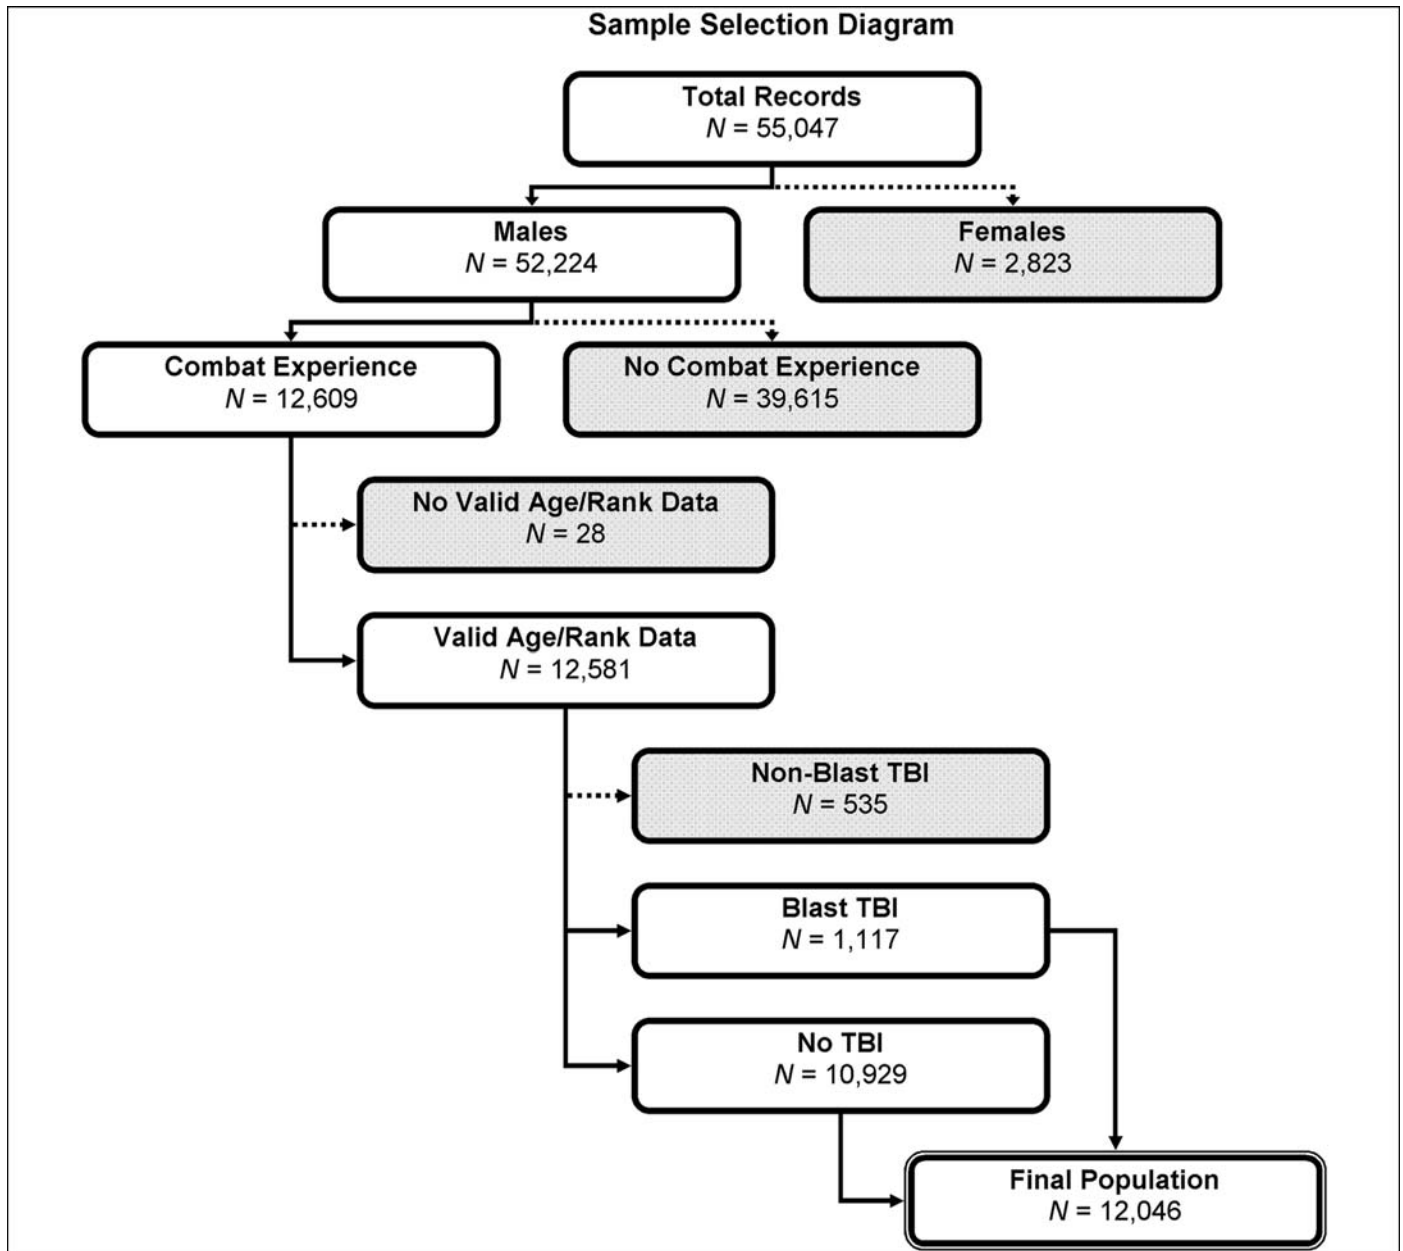 Sample Selection Diagram
Total Records
N = 55,047
Males
N = 52,224
Females
N = 2,823
Combat Experience
N = 12,609
No Combat Experience
N = 39,615
No Valid Age/Rank Data
N = 28
Valid Age/Rank Data
N = 12,581
Non-Blast TBI
N = 535
Blast TBI
N = 1,117
No TBI
N = 10,929
Final Population
N = 12,046